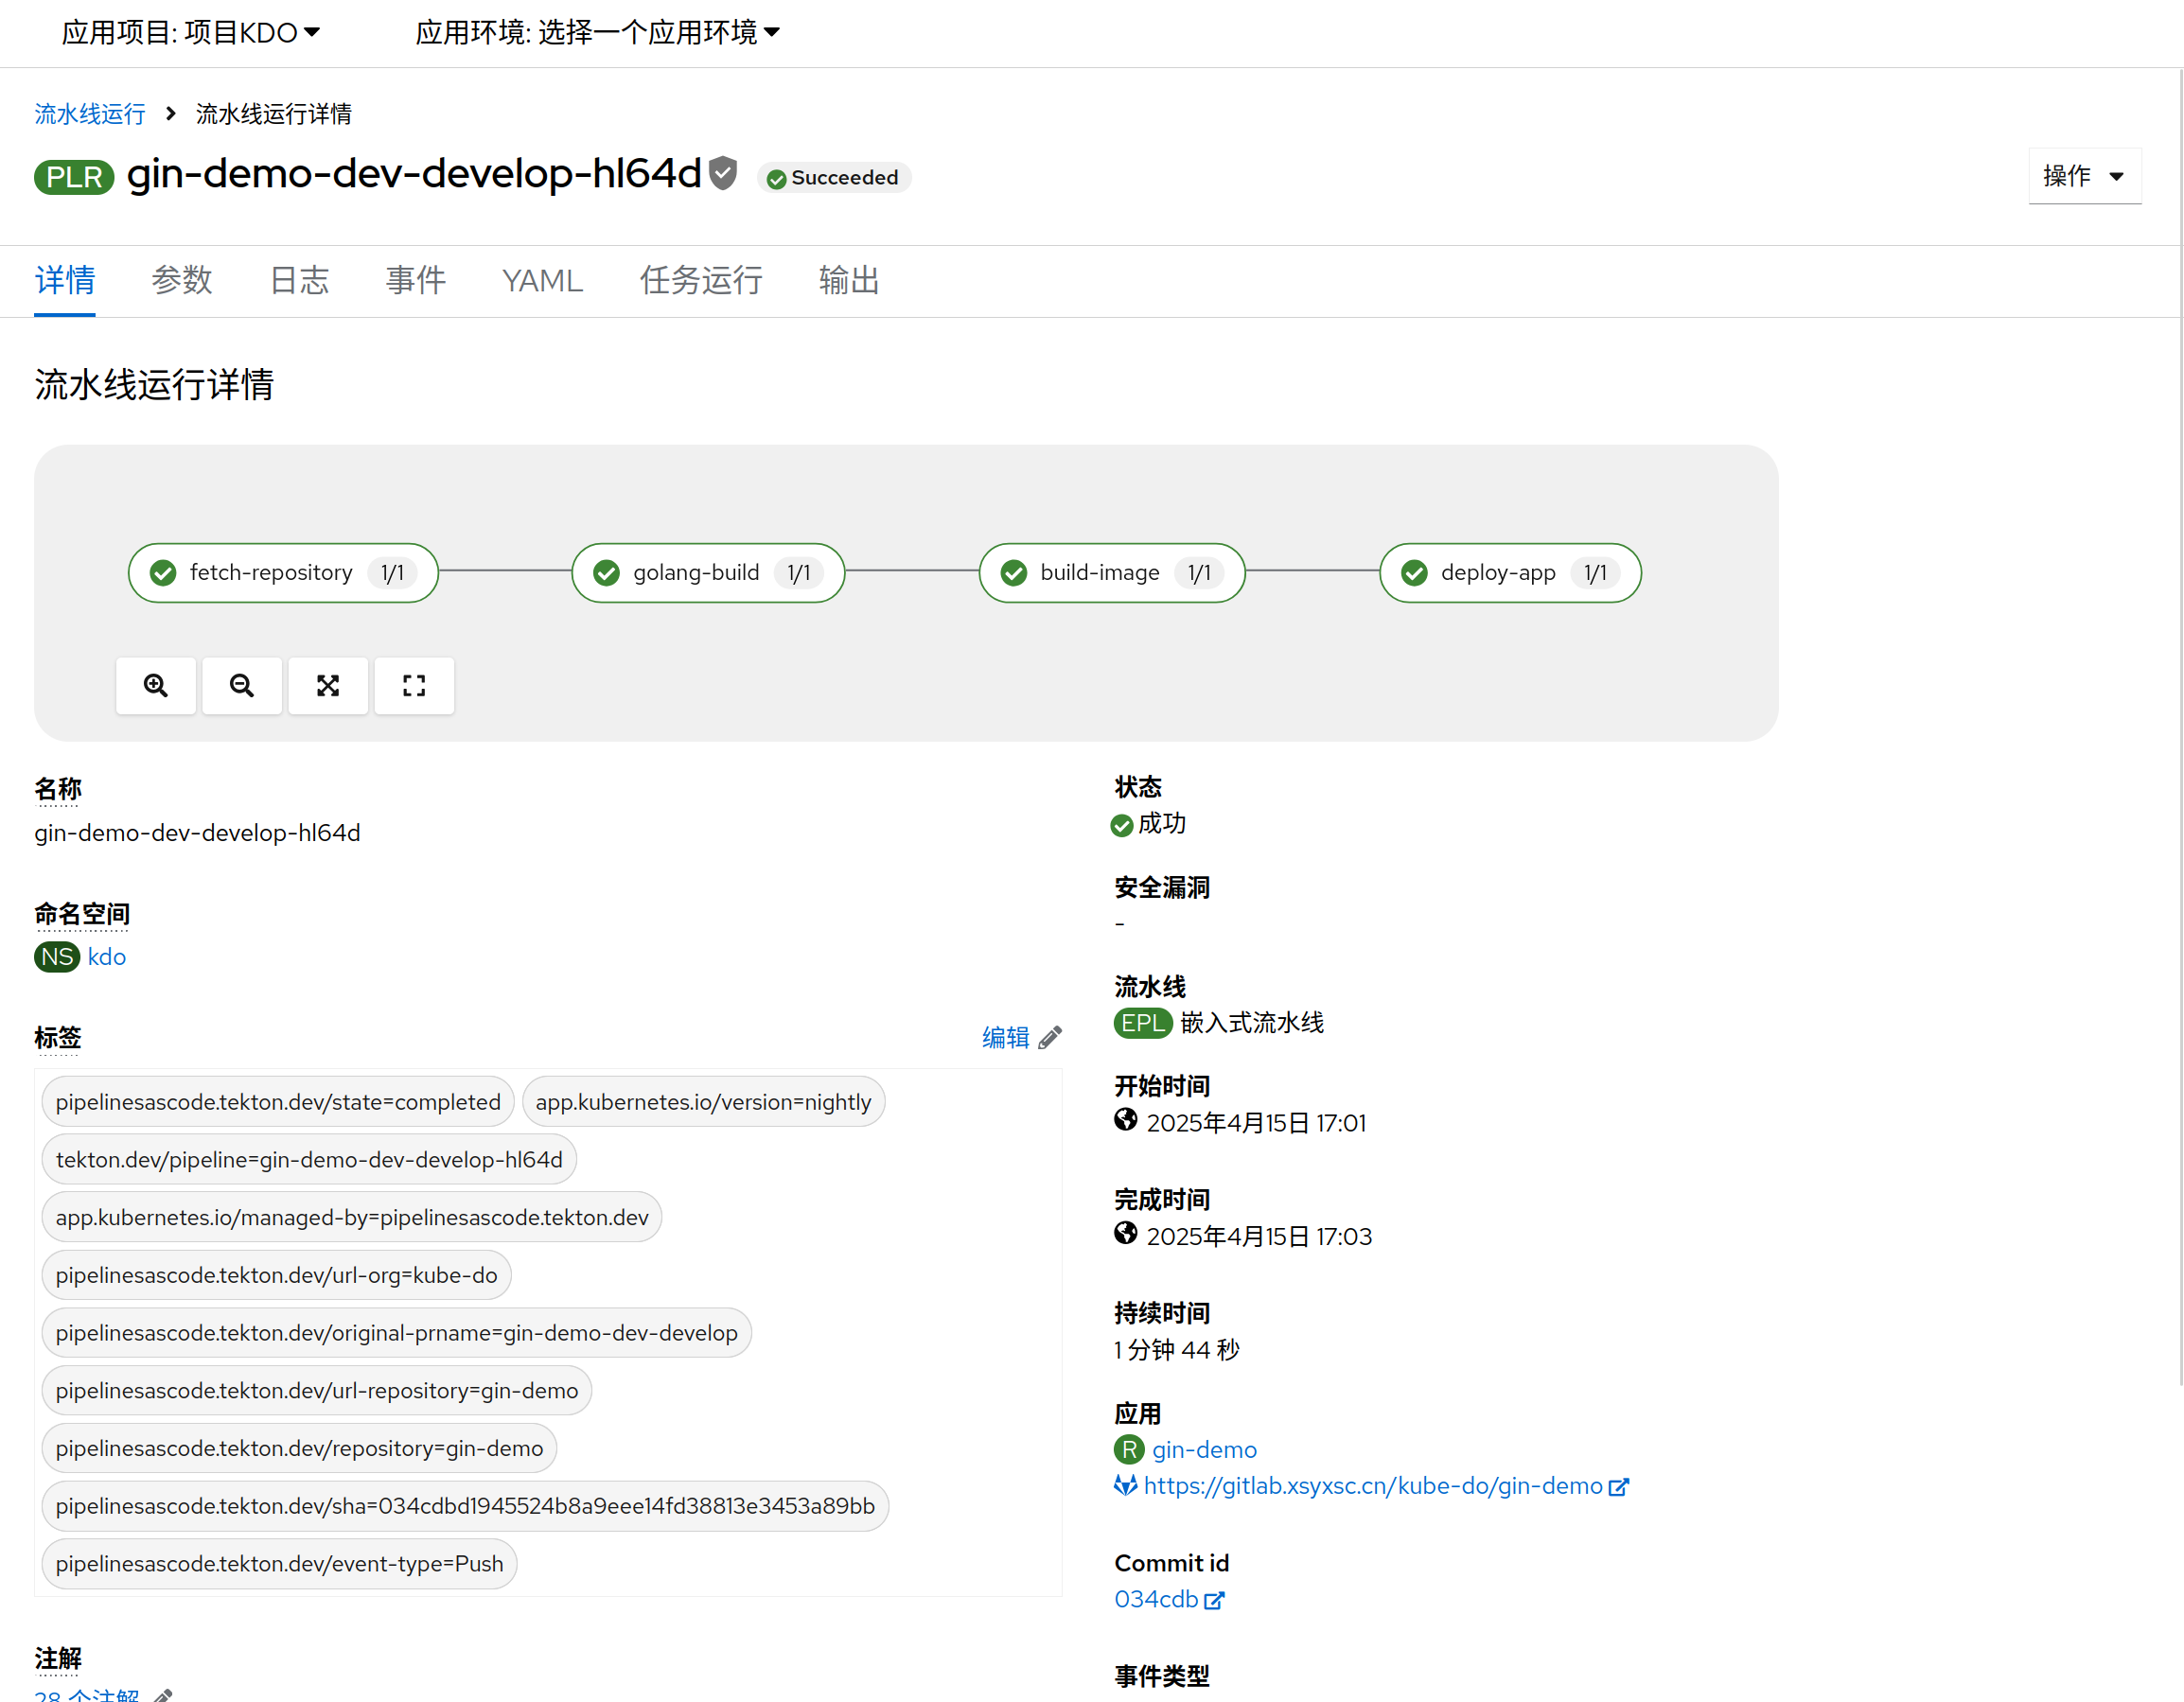 应用项目: 项目KDO 应用环境: 选择一个应用环境
流水线运行 流水线运行详情
PLR gin-demo-dev-develop-hl64d Succeeded
操作
详情 参数 日志 事件 YAML 任务运行 输出
流水线运行详情
fetch-repository 1/1 golang-build 1/1 build-image 1/1 deploy-app 1/1
名称
gin-demo-dev-develop-hl64d
命名空间
NS kdo
标签 编辑
pipelinesascode.tekton.dev/state=completed app.kubernetes.io/version=nightly
tekton.dev/pipeline=gin-demo-dev-develop-hl64d
app.kubernetes.io/managed-by=pipelinesascode.tekton.dev
pipelinesascode.tekton.dev/url-org=kube-do
pipelinesascode.tekton.dev/original-prname=gin-demo-dev-develop
pipelinesascode.tekton.dev/url-repository=gin-demo
pipelinesascode.tekton.dev/repository=gin-demo
pipelinesascode.tekton.dev/sha=034cdbd1945524b8a9eee14fd38813e3453a89bb
pipelinesascode.tekton.dev/event-type=Push
注解
28 个注解
状态
成功
安全漏洞
-
流水线
EPL 嵌入式流水线
开始时间
2025年4月15日 17:01
完成时间
2025年4月15日 17:03
持续时间
1 分钟 44 秒
应用
R gin-demo
https://gitlab.xsyxsc.cn/kube-do/gin-demo
Commit id
034cdb
事件类型